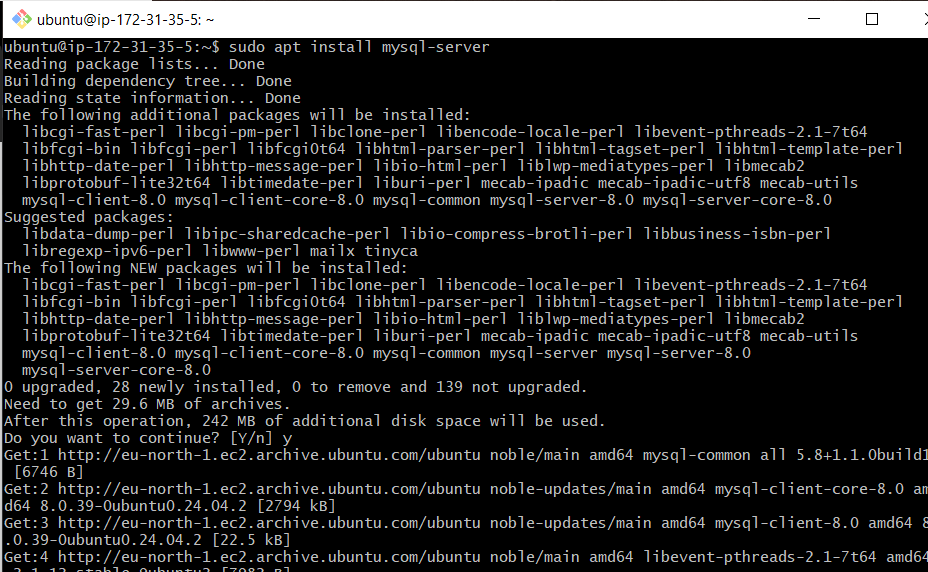 ubuntu@ip-172-31-35-5: ~
ubuntu@ip-172-31-35-5:~$ sudo apt install mysql-server
Reading package lists... Done
Building dependency tree... Done
Reading state information... Done
The following additional packages will be installed:
  libcgi-fast-perl libcgi-pm-perl libclone-perl libencode-locale-perl libevent-pthreads-2.1-7t64
  libfcgi-bin libfcgi-perl libfcgi0t64 libhtml-parser-perl libhtml-tagset-perl libhtml-template-perl
  libhttp-date-perl libhttp-message-perl libio-html-perl liblwp-mediatypes-perl libmecab2
  libprotobuf-lite32t64 libtimedate-perl liburi-perl mecab-ipadic mecab-ipadic-utf8 mecab-utils
  mysql-client-8.0 mysql-client-core-8.0 mysql-common mysql-server-8.0 mysql-server-core-8.0
Suggested packages:
  libdata-dump-perl libipc-sharedcache-perl libio-compress-brotli-perl libbusiness-isbn-perl
  libregexp-ipv6-perl libwww-perl mailx tinyca
The following NEW packages will be installed:
  libcgi-fast-perl libcgi-pm-perl libclone-perl libencode-locale-perl libevent-pthreads-2.1-7t64
  libfcgi-bin libfcgi-perl libfcgi0t64 libhtml-parser-perl libhtml-tagset-perl libhtml-template-perl
  libhttp-date-perl libhttp-message-perl libio-html-perl liblwp-mediatypes-perl libmecab2
  libprotobuf-lite32t64 libtimedate-perl liburi-perl mecab-ipadic mecab-ipadic-utf8 mecab-utils
  mysql-client-8.0 mysql-client-core-8.0 mysql-common mysql-server mysql-server-8.0
  mysql-server-core-8.0
0 upgraded, 28 newly installed, 0 to remove and 139 not upgraded.
Need to get 29.6 MB of archives.
After this operation, 242 MB of additional disk space will be used.
Do you want to continue? [Y/n] y
Get:1 http://eu-north-1.ec2.archive.ubuntu.com/ubuntu noble/main amd64 mysql-common all 5.8+1.1.0build1
 [6746 B]
Get:2 http://eu-north-1.ec2.archive.ubuntu.com/ubuntu noble-updates/main amd64 mysql-client-core-8.0 am
d64 8.0.39-0ubuntu0.24.04.2 [2794 kB]
Get:3 http://eu-north-1.ec2.archive.ubuntu.com/ubuntu noble-updates/main amd64 mysql-client-8.0 amd64 8
.0.39-0ubuntu0.24.04.2 [22.5 kB]
Get:4 http://eu-north-1.ec2.archive.ubuntu.com/ubuntu noble/main amd64 libevent-pthreads-2.1-7t64 amd64